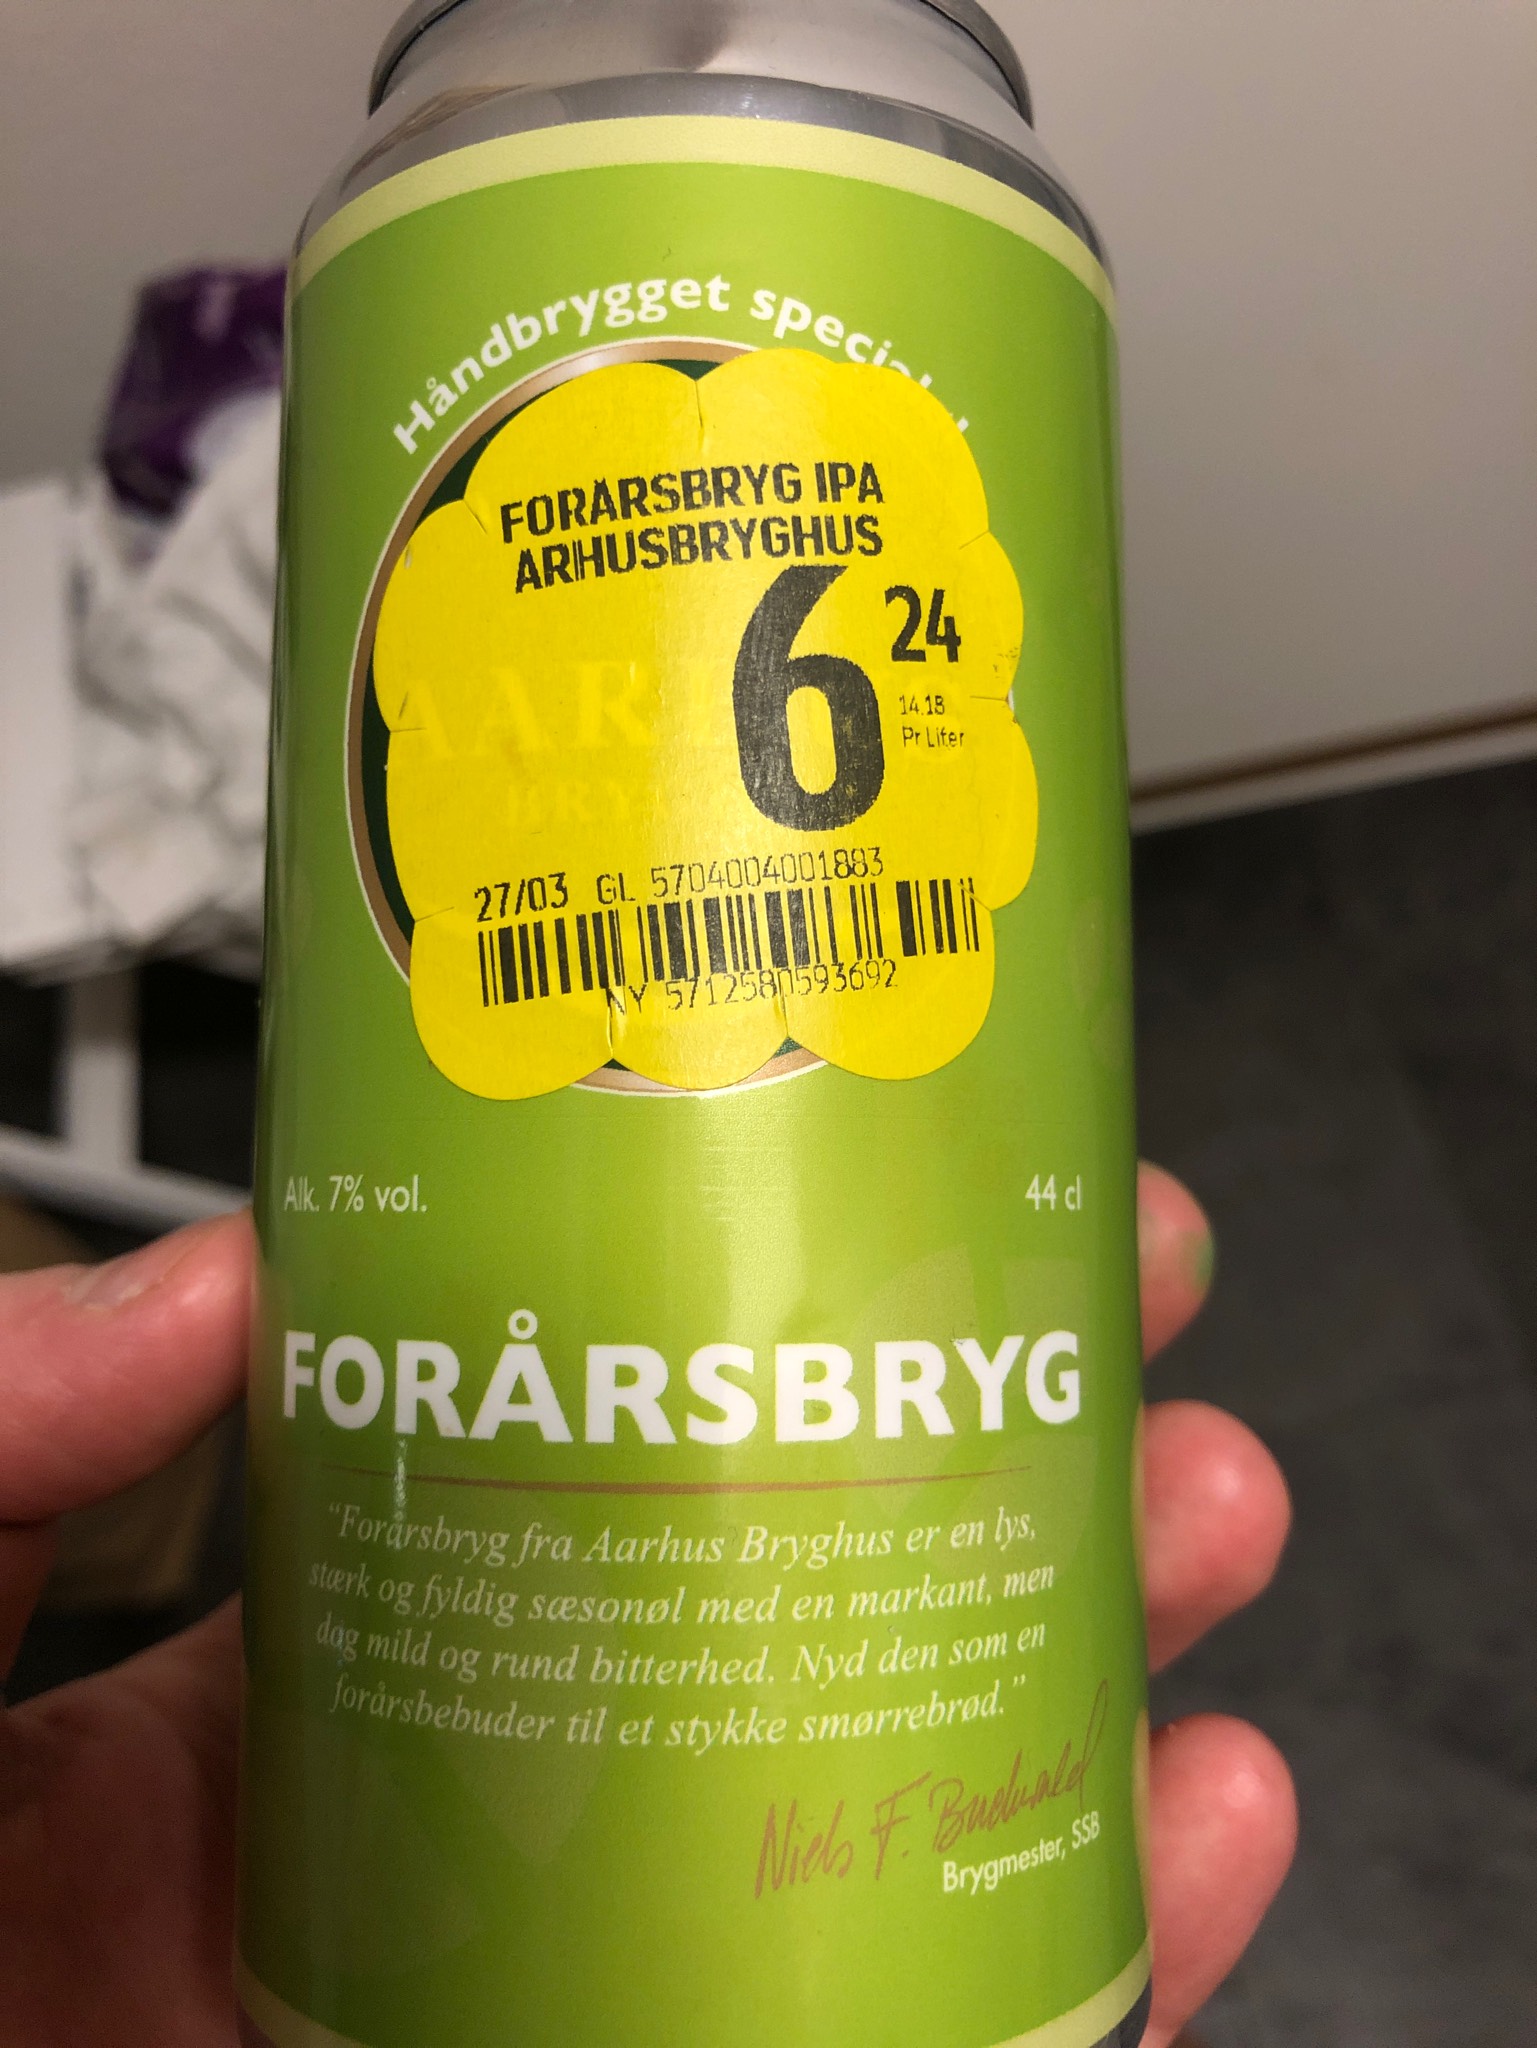 Håndbrygget special
FORARSBRYG IPA
ARHUSBRYGHUS
6 24
14.18
Pr Liter
27/03 GL 5704004001883
NY 5712580593692
Alk. 7% vol. 44 cl
FORÅRSBRYG
"Forårsbryg fra Aarhus Bryghus er en lys,
stærk og fyldig sæsonøl med en markant, men
dog mild og rund bitterhed. Nyd den som en
forårsbebuder til et stykke smørrebrød."
Niels F. Buchwald
Brygmester, SSB